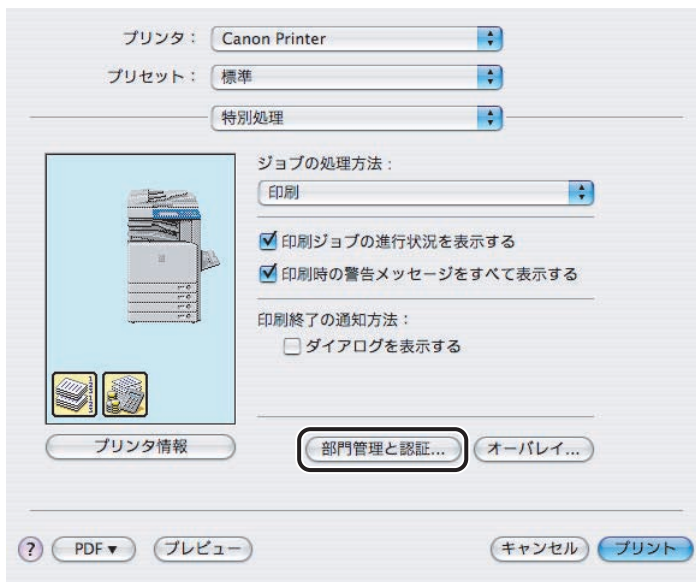 プリンタ： Canon Printer
プリセット： 標準
特別処理
ジョブの処理方法：
印刷
印刷ジョブの進行状況を表示する
印刷時の警告メッセージをすべて表示する
印刷終了の通知方法：
ダイアログを表示する
プリンタ情報 部門管理と認証... オーバレイ...
? PDF▼ プレビュー キャンセル プリント